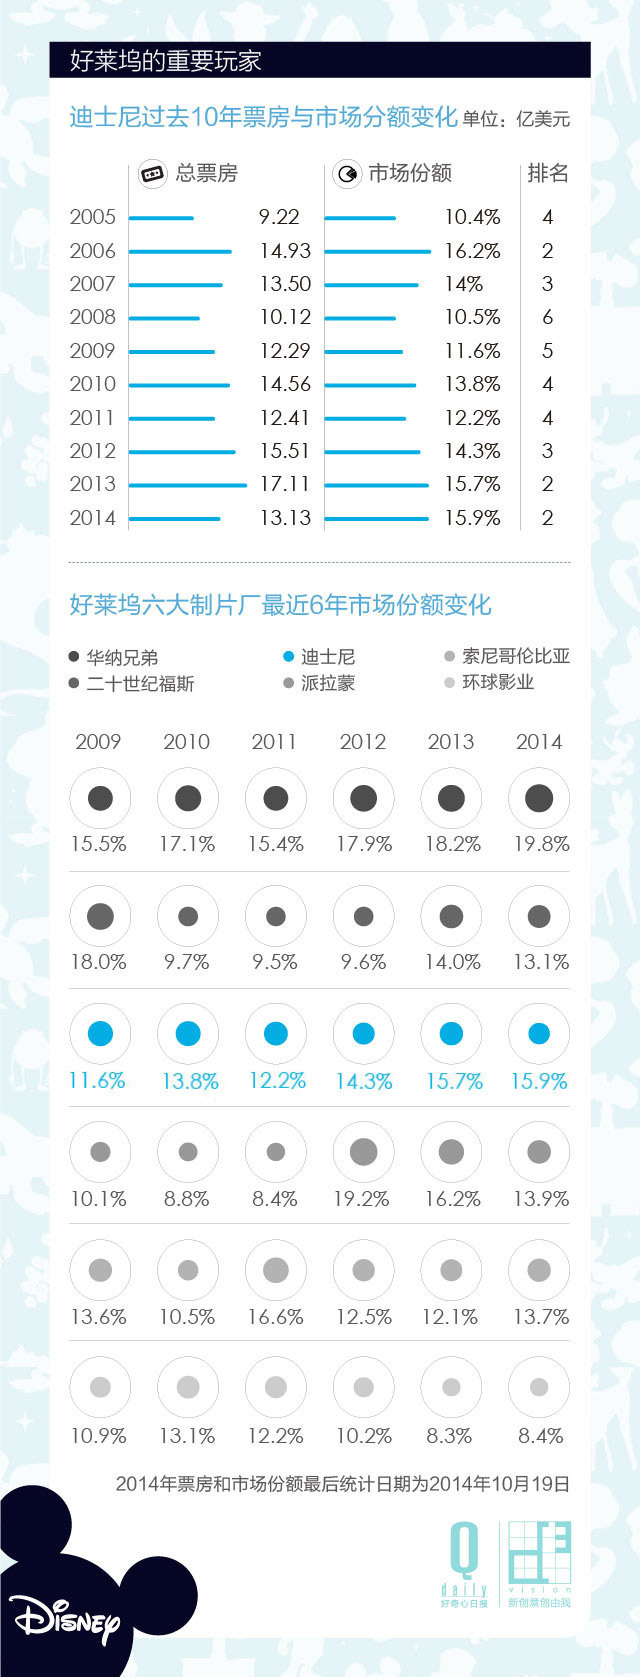 好莱坞的重要玩家
迪士尼过去10年票房与市场分额变化 单位：亿美元
总票房 市场份额 排名
2005 9.22 10.4% 4
2006 14.93 16.2% 2
2007 13.50 14% 3
2008 10.12 10.5% 6
2009 12.29 11.6% 5
2010 14.56 13.8% 4
2011 12.41 12.2% 4
2012 15.51 14.3% 3
2013 17.11 15.7% 2
2014 13.13 15.9% 2
好莱坞六大制片厂最近6年市场份额变化
华纳兄弟 迪士尼 索尼哥伦比亚
二十世纪福斯 派拉蒙 环球影业
2009 2010 2011 2012 2013 2014
15.5% 17.1% 15.4% 17.9% 18.2% 19.8%
18.0% 9.7% 9.5% 9.6% 14.0% 13.1%
11.6% 13.8% 12.2% 14.3% 15.7% 15.9%
10.1% 8.8% 8.4% 19.2% 16.2% 13.9%
13.6% 10.5% 16.6% 12.5% 12.1% 13.7%
10.9% 13.1% 12.2% 10.2% 8.3% 8.4%
2014年票房和市场份额最后统计日期为2014年10月19日
Q
daily vision
好奇心日报 新创意创由我
DISNEY